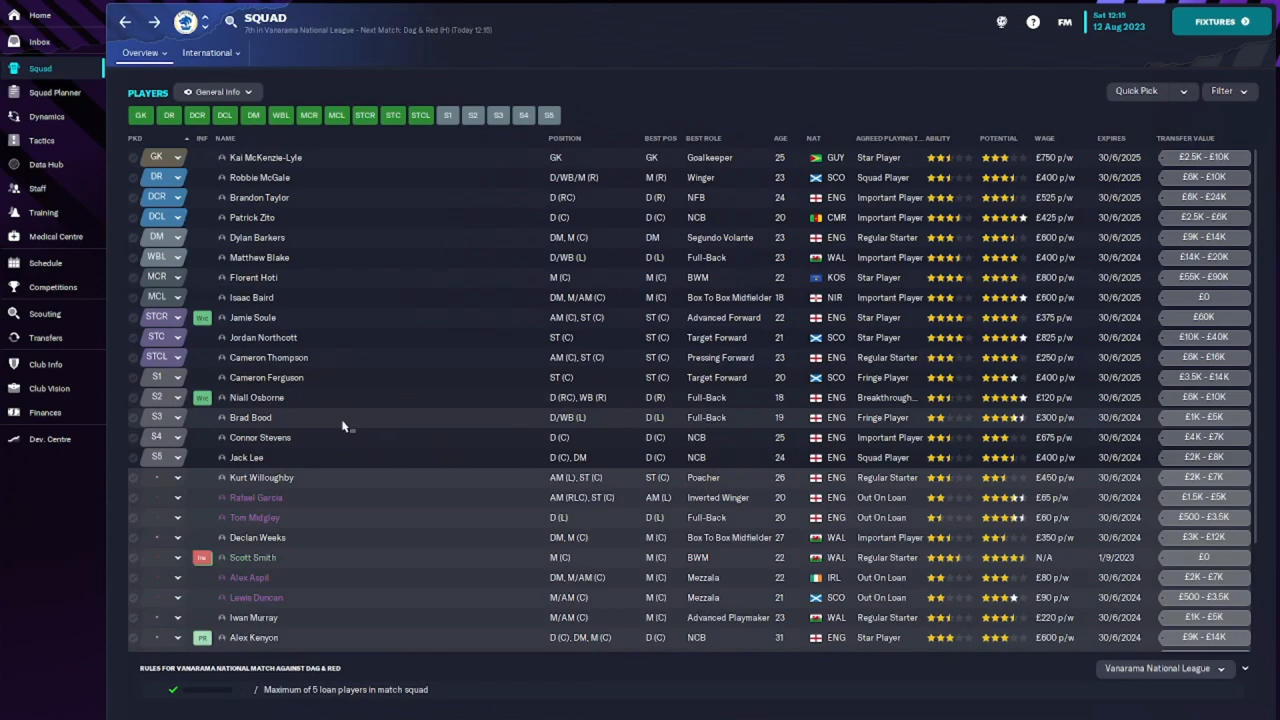 Home
SQUAD
7th in Vanarama National League - Next Match: Dag & Red (H) (Today 12:15)
FM
Sat 12:15
12 Aug 2023
FIXTURES
Inbox
Squad
Squad Planner
Dynamics
Tactics
Data Hub
Staff
Training
Medical Centre
Schedule
Competitions
Scouting
Transfers
Club Info
Club Vision
Finances
Dev. Centre
Overview
International
PLAYERS
General Info
Quick Pick
Filter
GK DR DCR DCL DM WBL MCR MCL STCR STC STCL S1 S2 S3 S4 S5
PKD INF NAME POSITION BEST POS BEST ROLE AGE NAT AGREED PLAYING T... ABILITY POTENTIAL WAGE EXPIRES TRANSFER VALUE
GK Kai McKenzie-Lyle GK GK Goalkeeper 25 GUY Star Player £750 p/w 30/6/2025 £2.5K - £10K
DR Robbie McGale D/WB/M (R) M (R) Winger 23 SCO Squad Player £400 p/w 30/6/2025 £6K - £10K
DCR Brandon Taylor D (RC) D (R) NFB 24 ENG Important Player £525 p/w 30/6/2025 £6K - £24K
DCL Patrick Zito D (C) D (C) NCB 20 CMR Important Player £425 p/w 30/6/2025 £2.5K - £6K
DM Dylan Barkers DM, M (C) DM Segundo Volante 23 ENG Regular Starter £600 p/w 30/6/2025 £9K - £14K
WBL Matthew Blake D/WB (L) D (L) Full-Back 23 WAL Important Player £400 p/w 30/6/2025 £14K - £20K
MCR Florent Hoti M (C) M (C) BWM 22 KOS Star Player £800 p/w 30/6/2025 £55K - £90K
MCL Isaac Baird DM, M/AM (C) M (C) Box To Box Midfielder 18 NIR Important Player £600 p/w 30/6/2025 £0
STCR Wnt Jamie Soule AM (C), ST (C) ST (C) Advanced Forward 22 ENG Star Player £375 p/w 30/6/2024 £60K
STC Jordan Northcott ST (C) ST (C) Target Forward 21 SCO Star Player £825 p/w 30/6/2025 £10K - £40K
STCL Cameron Thompson AM (C), ST (C) ST (C) Pressing Forward 23 ENG Regular Starter £250 p/w 30/6/2025 £6K - £16K
S1 Cameron Ferguson ST (C) ST (C) Target Forward 20 SCO Fringe Player £400 p/w 30/6/2025 £3.5K - £14K
S2 Wnt Niall Osborne D (RC), WB (R) D (R) Full-Back 18 ENG Breakthrough... £120 p/w 30/6/2024 £6K - £10K
S3 Brad Bood D/WB (L) D (L) Full-Back 19 ENG Fringe Player £300 p/w 30/6/2024 £1K - £5K
S4 Connor Stevens D (C) D (C) NCB 25 ENG Important Player £675 p/w 30/6/2024 £4K - £7K
S5 Jack Lee D (C), DM D (C) NCB 24 ENG Squad Player £400 p/w 30/6/2024 £2K - £8K
Kurt Willoughby AM (L), ST (C) ST (C) Poacher 26 ENG Regular Starter £450 p/w 30/6/2024 £2K - £7K
Rafael Garcia AM (RLC), ST (C) AM (L) Inverted Winger 20 ENG Out On Loan £65 p/w 30/6/2024 £1.5K - £5K
Tom Midgley D (L) D (L) Full-Back 20 ENG Out On Loan £60 p/w 30/6/2024 £500 - £3.5K
Declan Weeks DM, M (C) M (C) Box To Box Midfielder 27 WAL Important Player £350 p/w 30/6/2024 £3K - £12K
Scott Smith M (C) M (C) BWM 22 WAL Regular Starter N/A 1/9/2023 £0
Alex Aspil DM, M/AM (C) M (C) Mezzala 22 IRL Out On Loan £80 p/w 30/6/2024 £2K - £7K
Lewis Duncan M/AM (C) M (C) Mezzala 21 SCO Out On Loan £90 p/w 30/6/2024 £500 - £3.5K
Iwan Murray M/AM (C) M (C) Advanced Playmaker 23 WAL Squad Player £220 p/w 30/6/2024 £1K - £5K
PR Alex Kenyon D (C), DM, M (C) D (C) NCB 31 ENG Star Player £600 p/w 30/6/2024 £9K - £14K
RULES FOR VANARAMA NATIONAL MATCH AGAINST DAG & RED
Vanarama National League
/ Maximum of 5 loan players in match squad